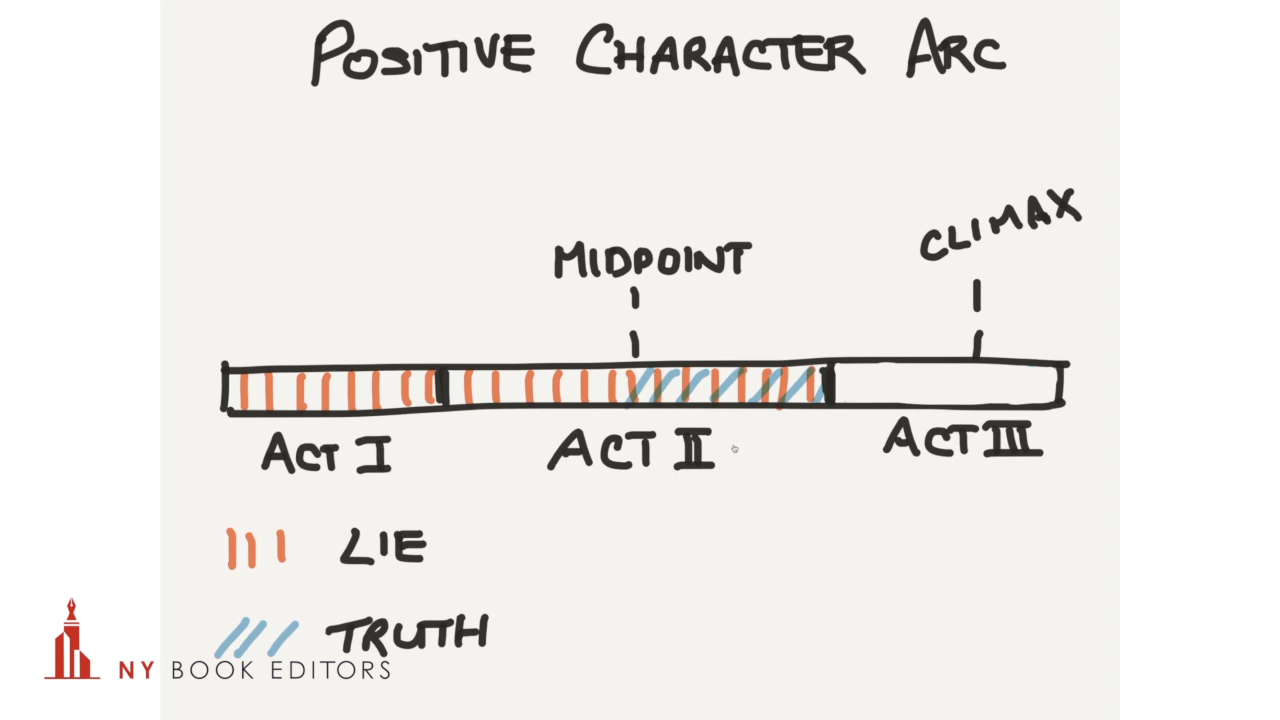 POSITIVE CHARACTER ARC
MIDPOINT
CLIMAX
ACT I
ACT II
ACT III
LIE
TRUTH
NY BOOK EDITORS